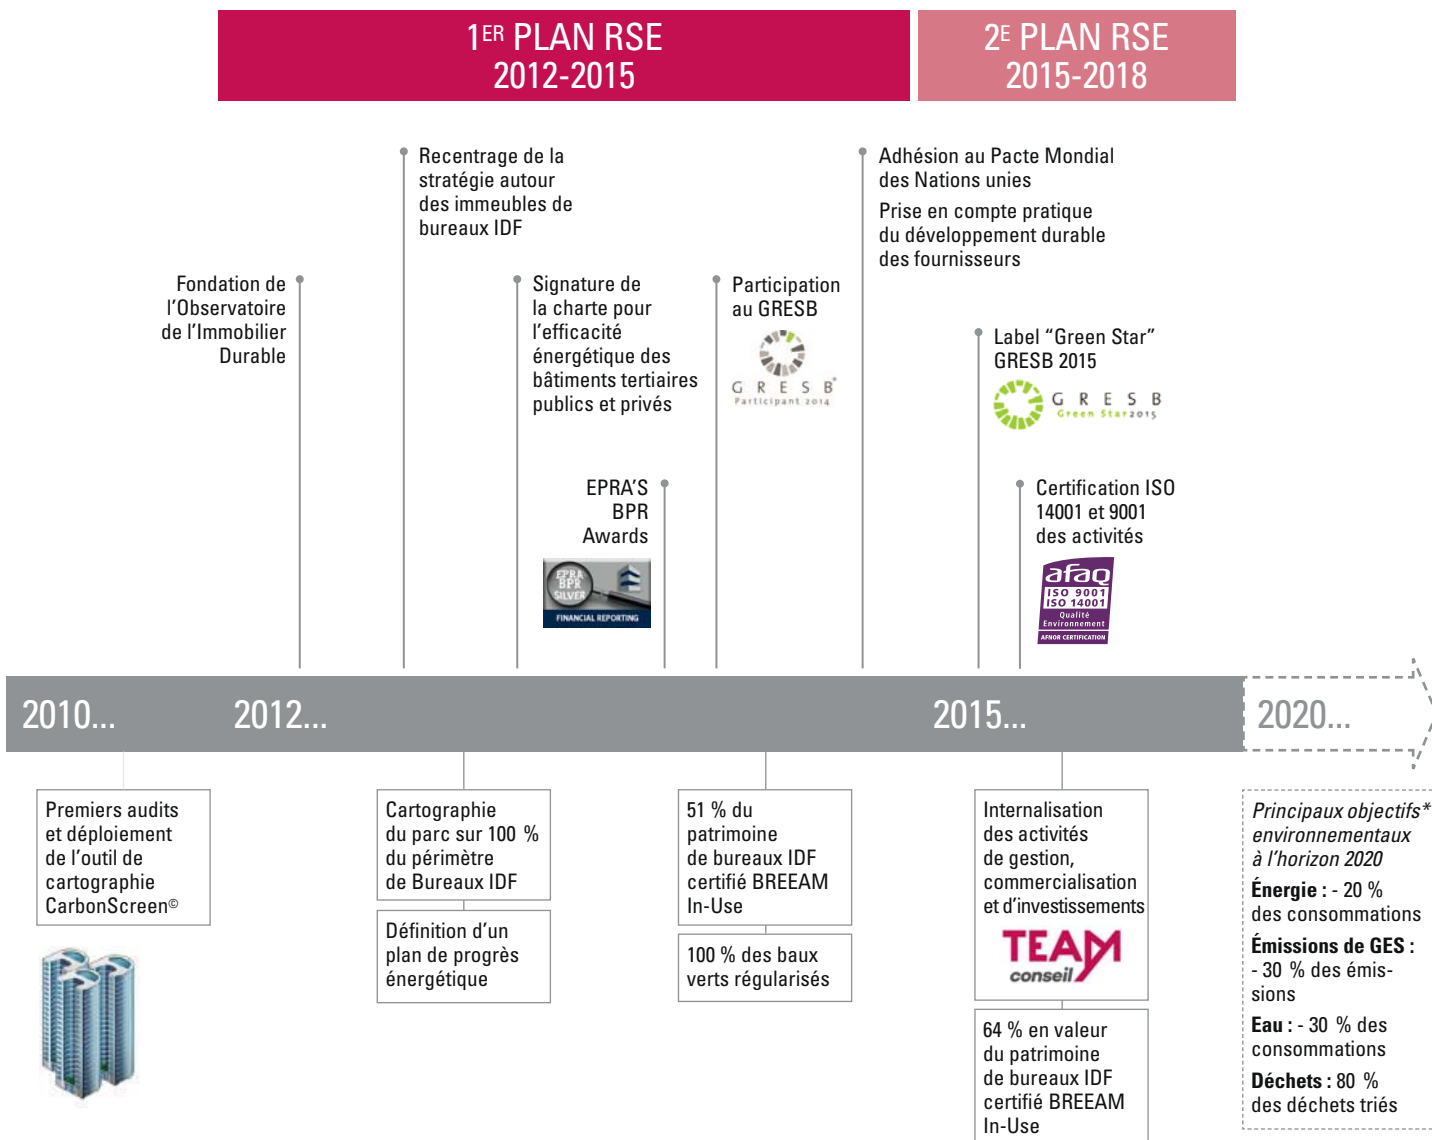 1ER PLAN RSE
2012-2015
2E PLAN RSE
2015-2018
Recentrage de la
stratégie autour
des immeubles de
bureaux IDF
Adhésion au Pacte Mondial
des Nations unies
Prise en compte pratique
du développement durable
des fournisseurs
Fondation de
l'Observatoire
de l'Immobilier
Durable
Signature de
la charte pour
l'efficacité
énergétique des
bâtiments tertiaires
publics et privés
Participation
au GRESB
G R E S B®
Participant 2014
Label “Green Star”
GRESB 2015
G R E S B
Green Star 2015
EPRA'S
BPR
Awards
EPRA
BPR
SILVER
FINANCIAL REPORTING
Certification ISO
14001 et 9001
des activités
afaq
ISO 9001
ISO 14001
Qualité
Environnement
AFNOR CERTIFICATION
2010...
2012...
2015...
2020...
Premiers audits
et déploiement
de l'outil de
cartographie
CarbonScreen©
Cartographie
du parc sur 100 %
du périmètre
de Bureaux IDF
Définition d'un
plan de progrès
énergétique
51 % du
patrimoine
de bureaux IDF
certifié BREEAM
In-Use
100 % des baux
verts régularisés
Internalisation
des activités
de gestion,
commercialisation
et d'investissements
TEAM
conseil
64 % en valeur
du patrimoine
de bureaux IDF
certifié BREEAM
In-Use
Principaux objectifs*
environnementaux
à l'horizon 2020
Énergie : - 20 %
des consommations
Émissions de GES :
- 30 % des émis-
sions
Eau : - 30 % des
consommations
Déchets : 80 %
des déchets triés